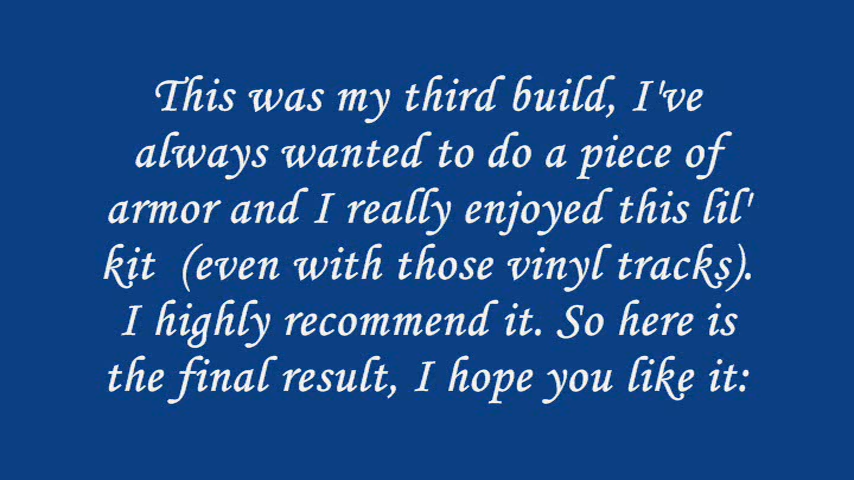 This was my third build, I've
always wanted to do a piece of
armor and I really enjoyed this lil'
kit  (even with those vinyl tracks).
I highly recommend it. So here is
the final result, I hope you like it: